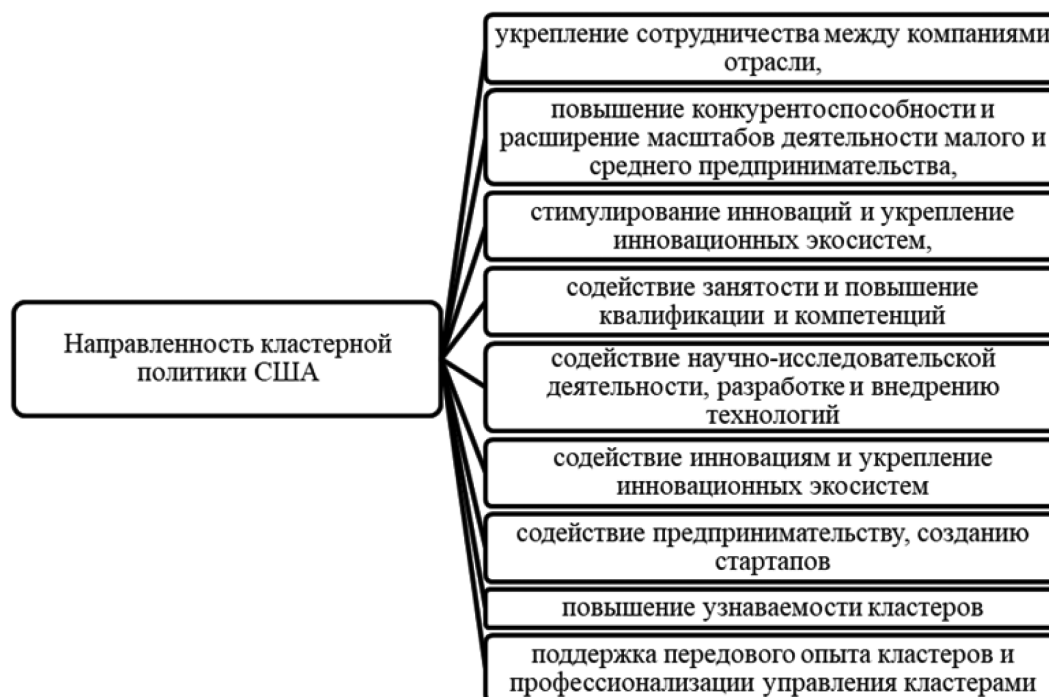 укрепление сотрудничества между компаниями
отрасли,
повышение конкурентоспособности и
расширение масштабов деятельности малого и
среднего предпринимательства,
стимулирование инноваций и укрепление
инновационных экосистем,
содействие занятости и повышение
квалификации и компетенций
Направленность кластерной
политики США
содействие научно-исследовательской
деятельности, разработке и внедрению
технологий
содействие инновациям и укрепление
инновационных экосистем
содействие предпринимательству, созданию
стартапов
повышение узнаваемости кластеров
поддержка передового опыта кластеров и
профессионализации управления кластерами